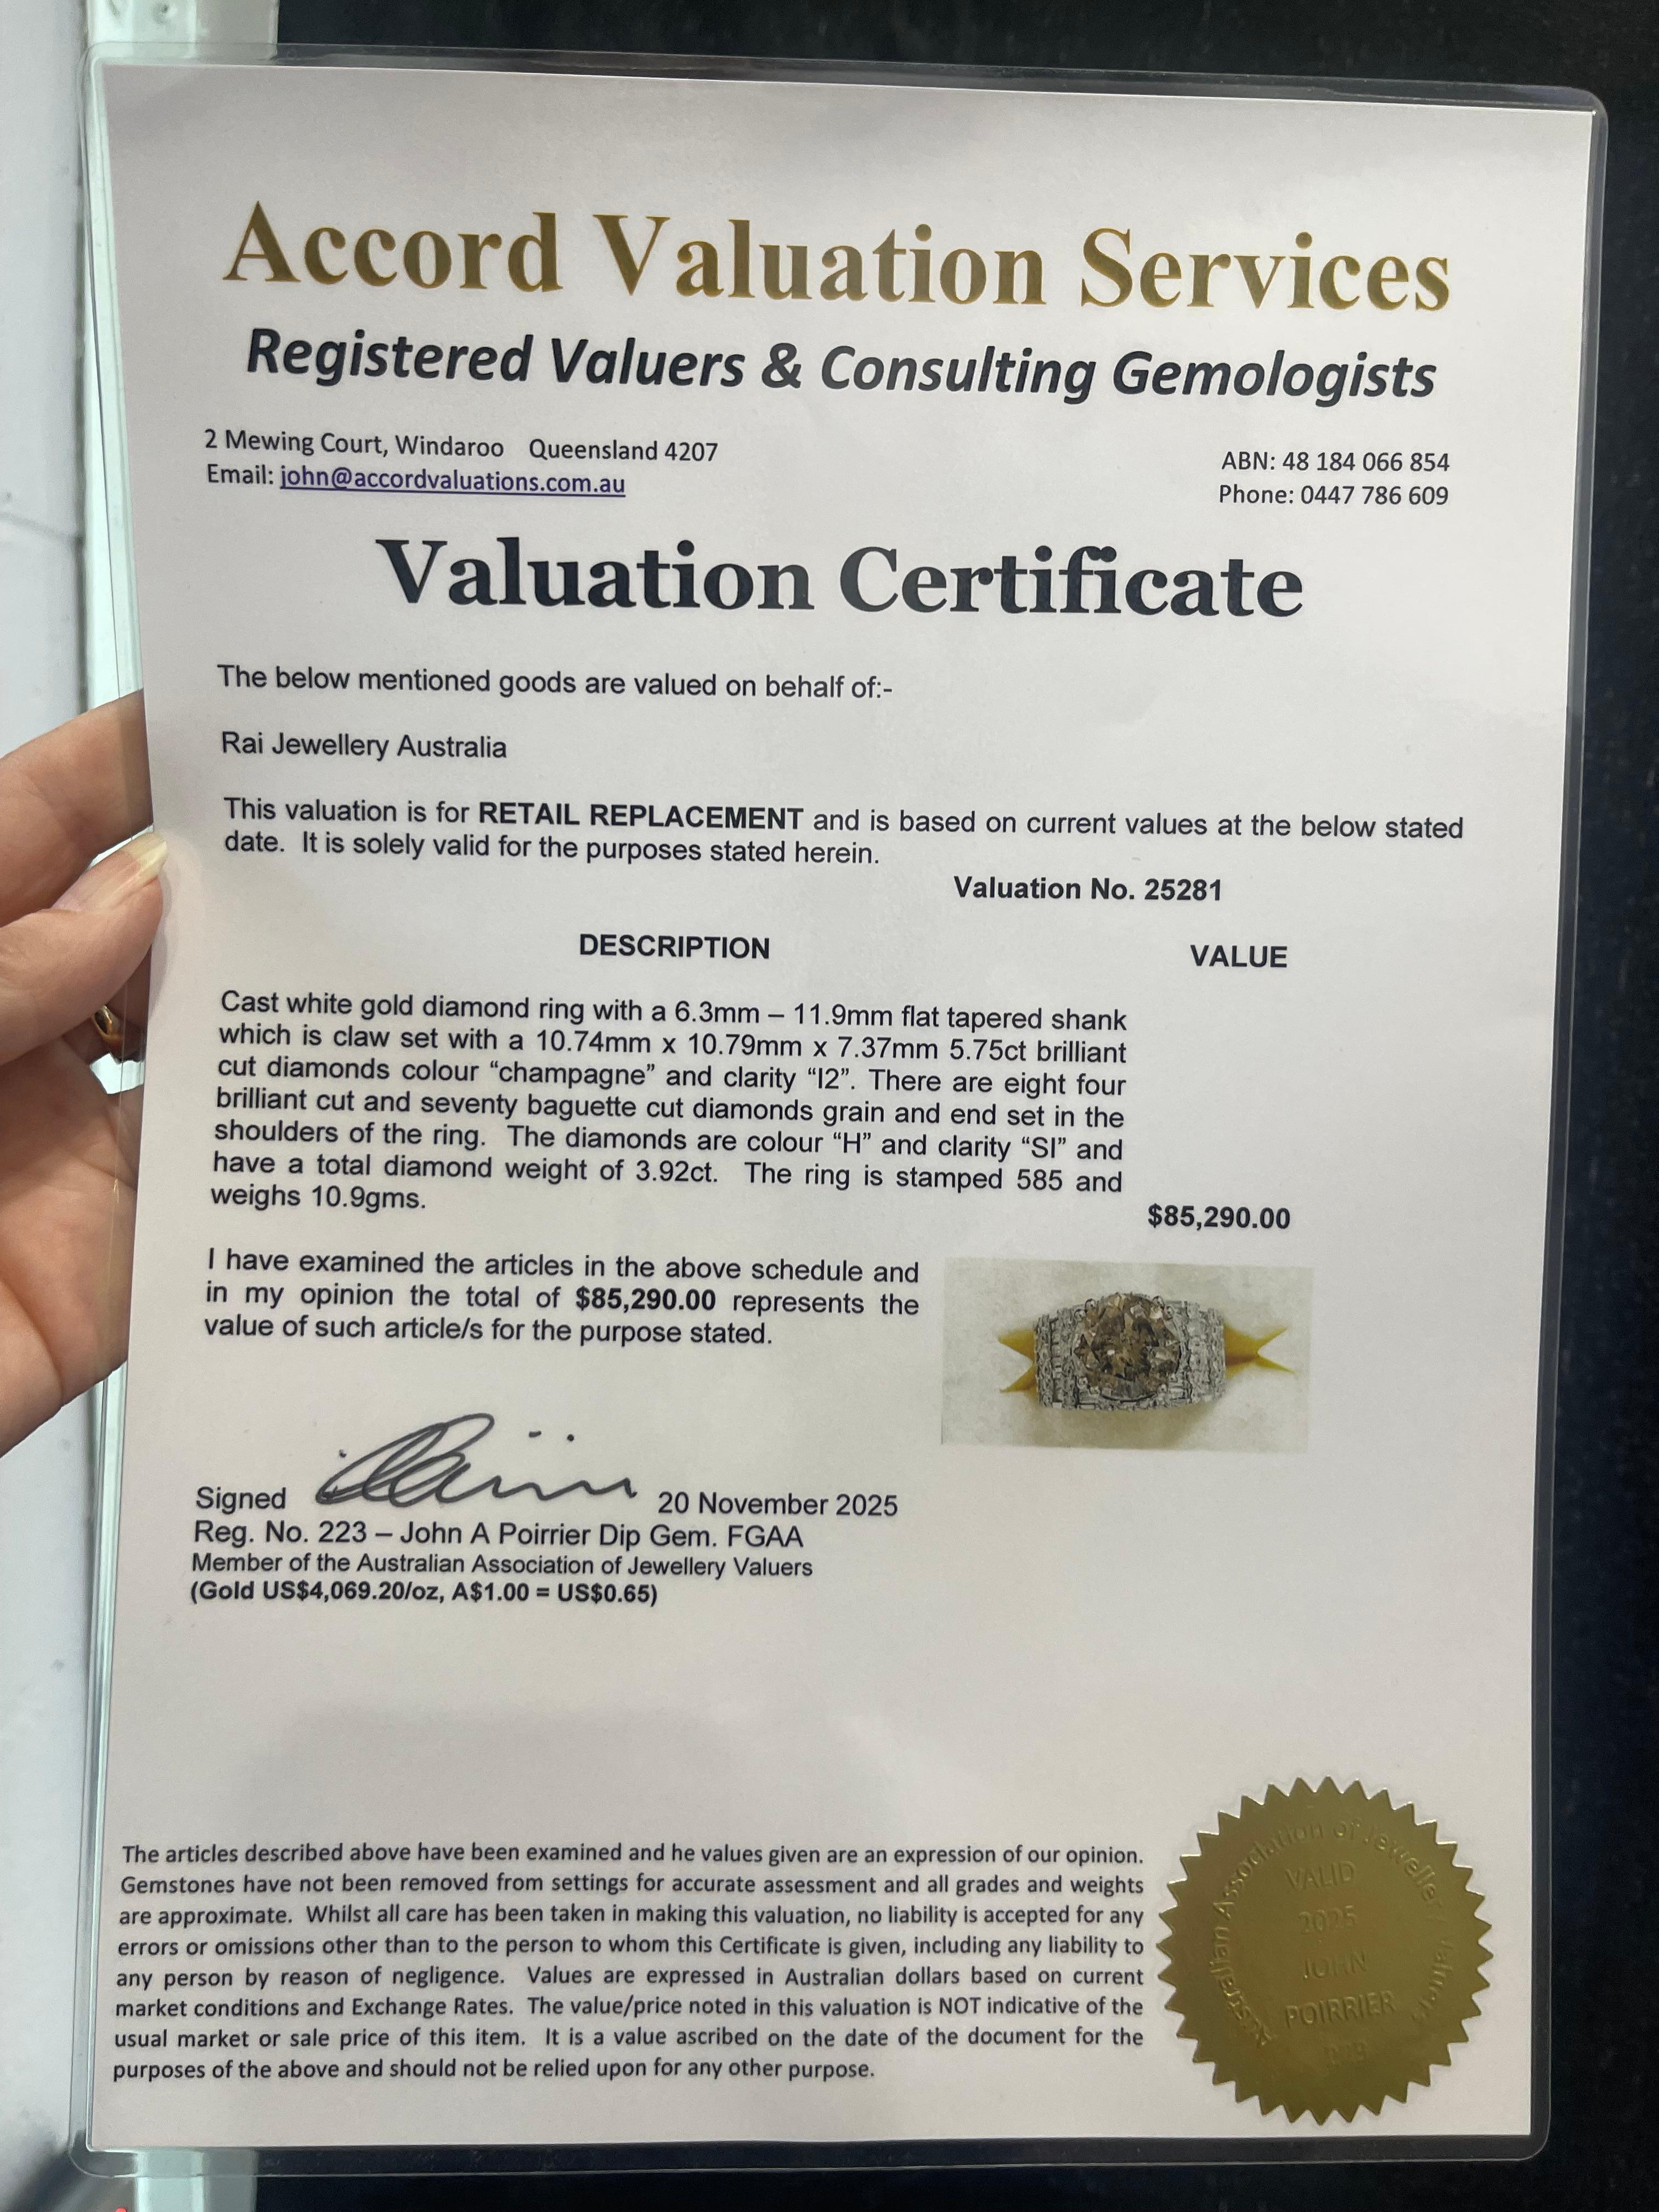 Accord Valuation Services
Registered Valuers & Consulting Gemologists
2 Mewing Court, Windaroo Queensland 4207
Email: john@accordvaluations.com.au
ABN: 48 184 066 854
Phone: 0447 786 609
Valuation Certificate
The below mentioned goods are valued on behalf of:-
Rai Jewellery Australia
This valuation is for RETAIL REPLACEMENT and is based on current values at the below stated
date. It is solely valid for the purposes stated herein.
Valuation No. 25281
DESCRIPTION VALUE
Cast white gold diamond ring with a 6.3mm – 11.9mm flat tapered shank
which is claw set with a 10.74mm x 10.79mm x 7.37mm 5.75ct brilliant
cut diamonds colour “champagne” and clarity “I2”. There are eight four
brilliant cut and seventy baguette cut diamonds grain and end set in the
shoulders of the ring. The diamonds are colour “H” and clarity “SI” and
have a total diamond weight of 3.92ct. The ring is stamped 585 and
weighs 10.9gms.
$85,290.00
I have examined the articles in the above schedule and
in my opinion the total of $85,290.00 represents the
value of such article/s for the purpose stated.
Signed 20 November 2025
Reg. No. 223 – John A Poirrier Dip Gem. FGAA
Member of the Australian Association of Jewellery Valuers
(Gold US$4,069.20/oz, A$1.00 = US$0.65)
The articles described above have been examined and he values given are an expression of our opinion.
Gemstones have not been removed from settings for accurate assessment and all grades and weights
are approximate. Whilst all care has been taken in making this valuation, no liability is accepted for any
errors or omissions other than to the person to whom this Certificate is given, including any liability to
any person by reason of negligence. Values are expressed in Australian dollars based on current
market conditions and Exchange Rates. The value/price noted in this valuation is NOT indicative of the
usual market or sale price of this item. It is a value ascribed on the date of the document for the
purposes of the above and should not be relied upon for any other purpose.
Australian Association of Jewellery Valuers
VALID
2025
JOHN
POIRRIER